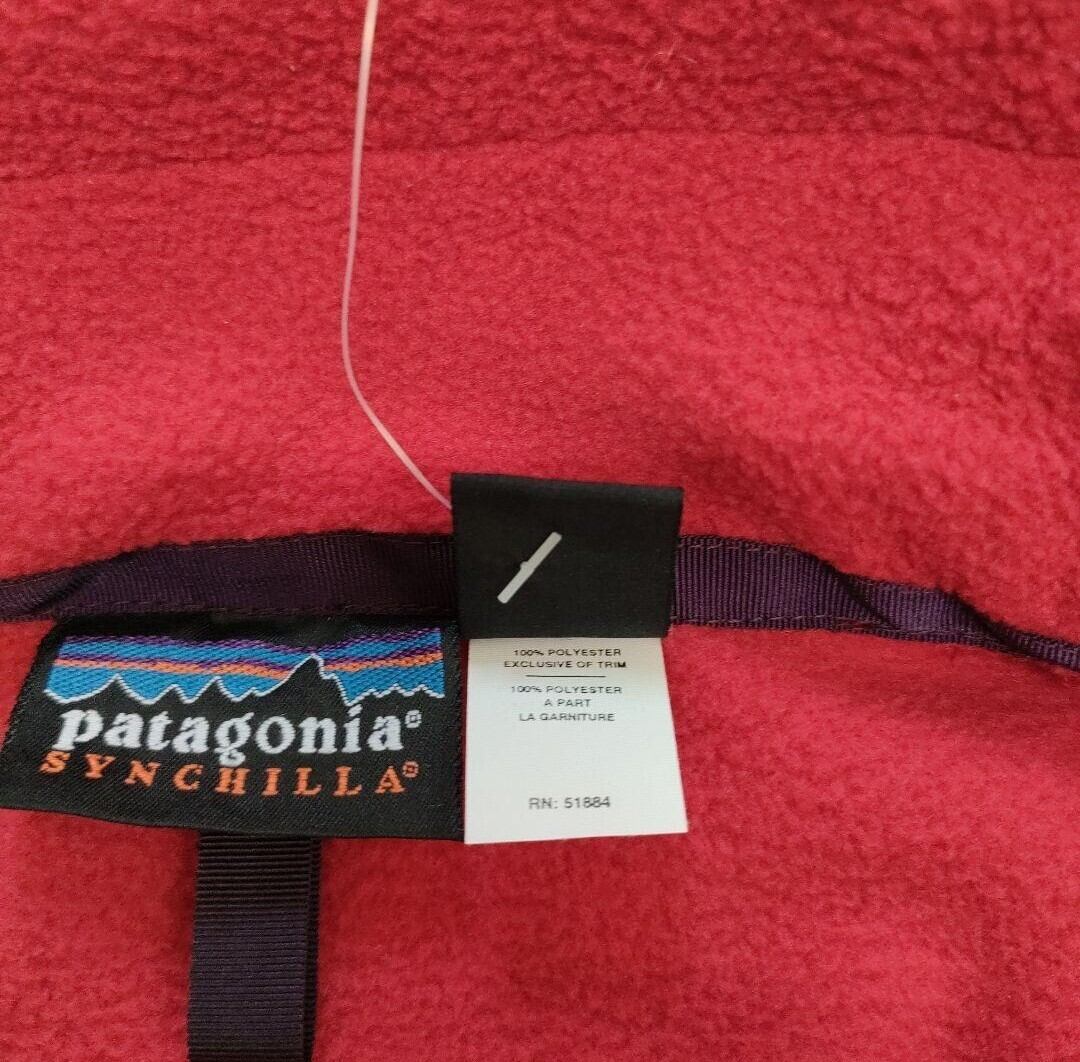 patagonia®
SYNCHILLA®
100% POLYESTER
EXCLUSIVE OF TRIM
100% POLYESTER
A PART
LA GARNITURE
RN: 51884